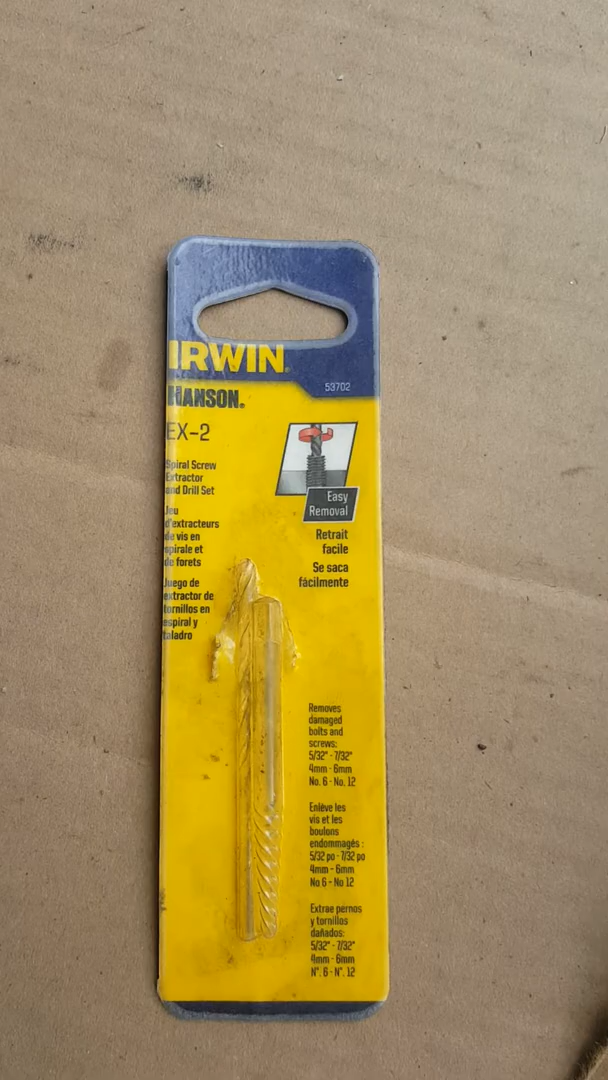 IRWIN®
53702
HANSON®
EX-2
Spiral Screw
Extractor
and Drill Set
Jeu
d'extracteurs
de vis en
spirale et
de forets
Juego de
extractor de
tornillos en
espiral y
taladro
Easy
Removal
Retrait
facile
Se saca
fácilmente
Removes
damaged
bolts and
screws:
5/32" - 7/32"
4mm - 6mm
No. 6 - No. 12
Enlève les
vis et les
boulons
endommagés :
5/32 po - 7/32 po
4mm - 6mm
No 6 - No 12
Extrae pernos
y tornillos
dañados:
5/32" - 7/32"
4mm - 6mm
N°. 6 - N°. 12